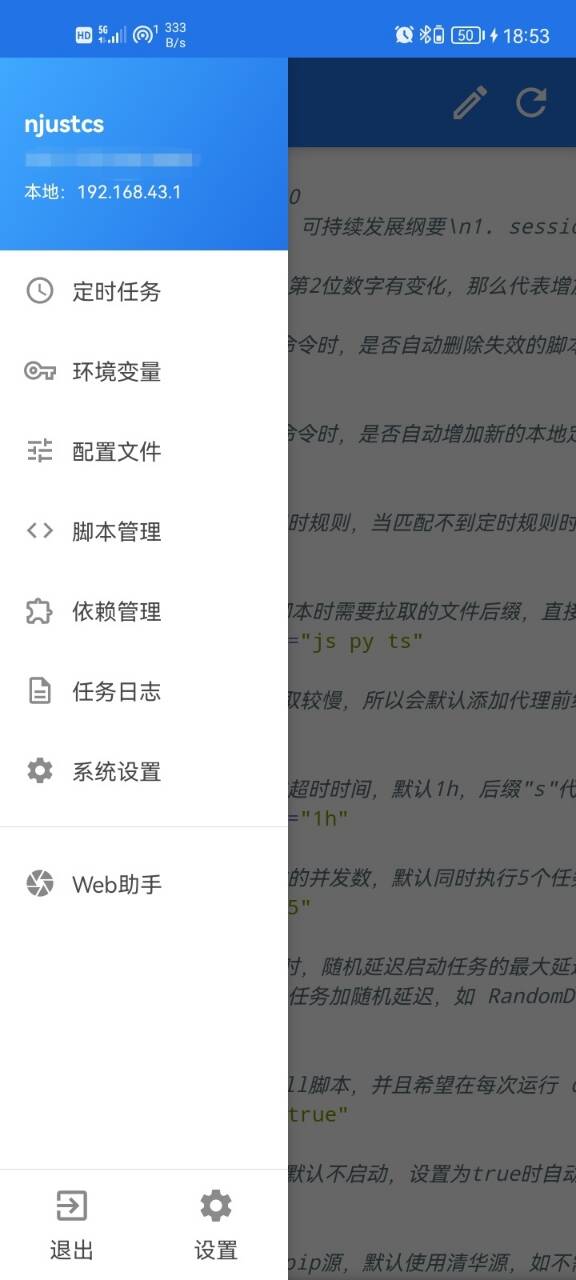 HD 5G 1 333 B/s 50 18:53
njustcs
本地：192.168.43.1
定时任务
环境变量
配置文件
脚本管理
依赖管理
任务日志
系统设置
Web助手
退出 设置
0
可持续发展纲要\n1. sessio
第2位数字有变化，那么代表增加
命令时，是否自动删除失效的脚本
命令时，是否自动增加新的本地定
时规则，当匹配不到定时规则时
脚本时需要拉取的文件后缀，直接
="js py ts"
取较慢，所以会默认添加代理前缀
超时时间，默认1h，后缀"s"代
="1h"
的并发数，默认同时执行5个任务
5"
时，随机延迟启动任务的最大延迟
任务加随机延迟，如 RandomD
ll脚本，并且希望在每次运行
true"
默认不启动，设置为true时自动
pip源，默认使用清华源，如不